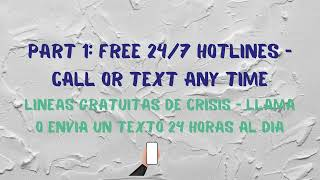 PART 1: FREE 24/7 HOTLINES -
CALL OR TEXT ANY TIME
LINEAS GRATUITAS DE CRISIS - LLAMA
O ENVIA UN TEXTO 24 HORAS AL DIA